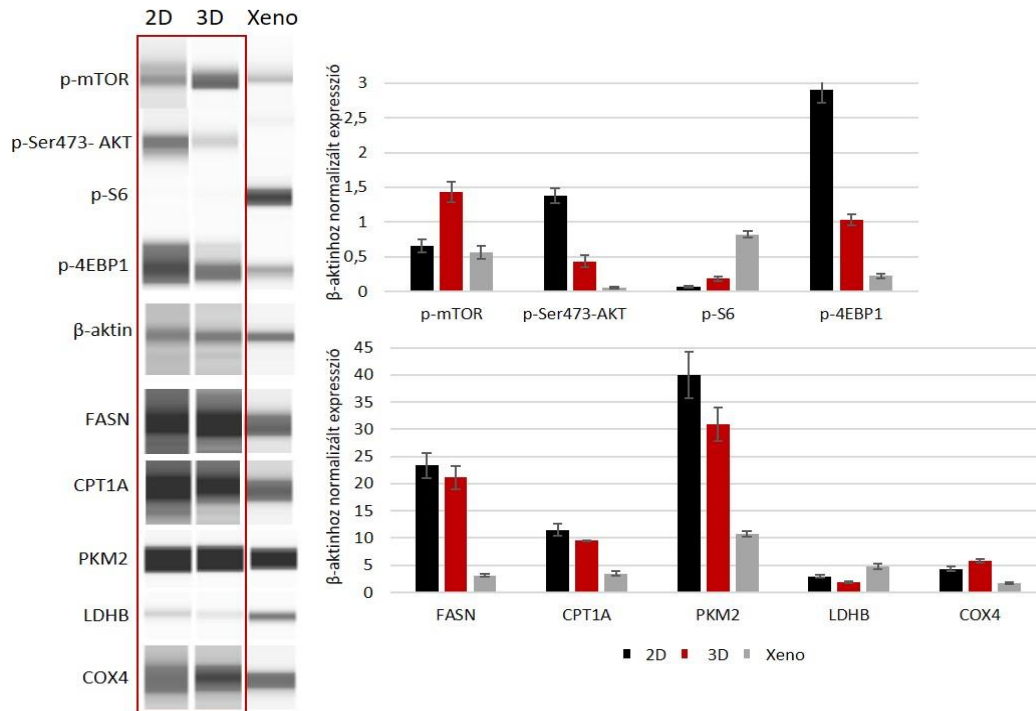 2D 3D Xeno
p-mTOR
p-Ser473- AKT
p-S6
p-4EBP1
β-aktin
FASN
CPT1A
PKM2
LDHB
COX4
β-aktinhoz normalizált expresszió
3
2,5
2
1,5
1
0,5
0
p-mTOR p-Ser473-AKT p-S6 p-4EBP1
β-aktinhoz normalizált expresszió
45
40
35
30
25
20
15
10
5
0
FASN CPT1A PKM2 LDHB COX4
2D 3D Xeno